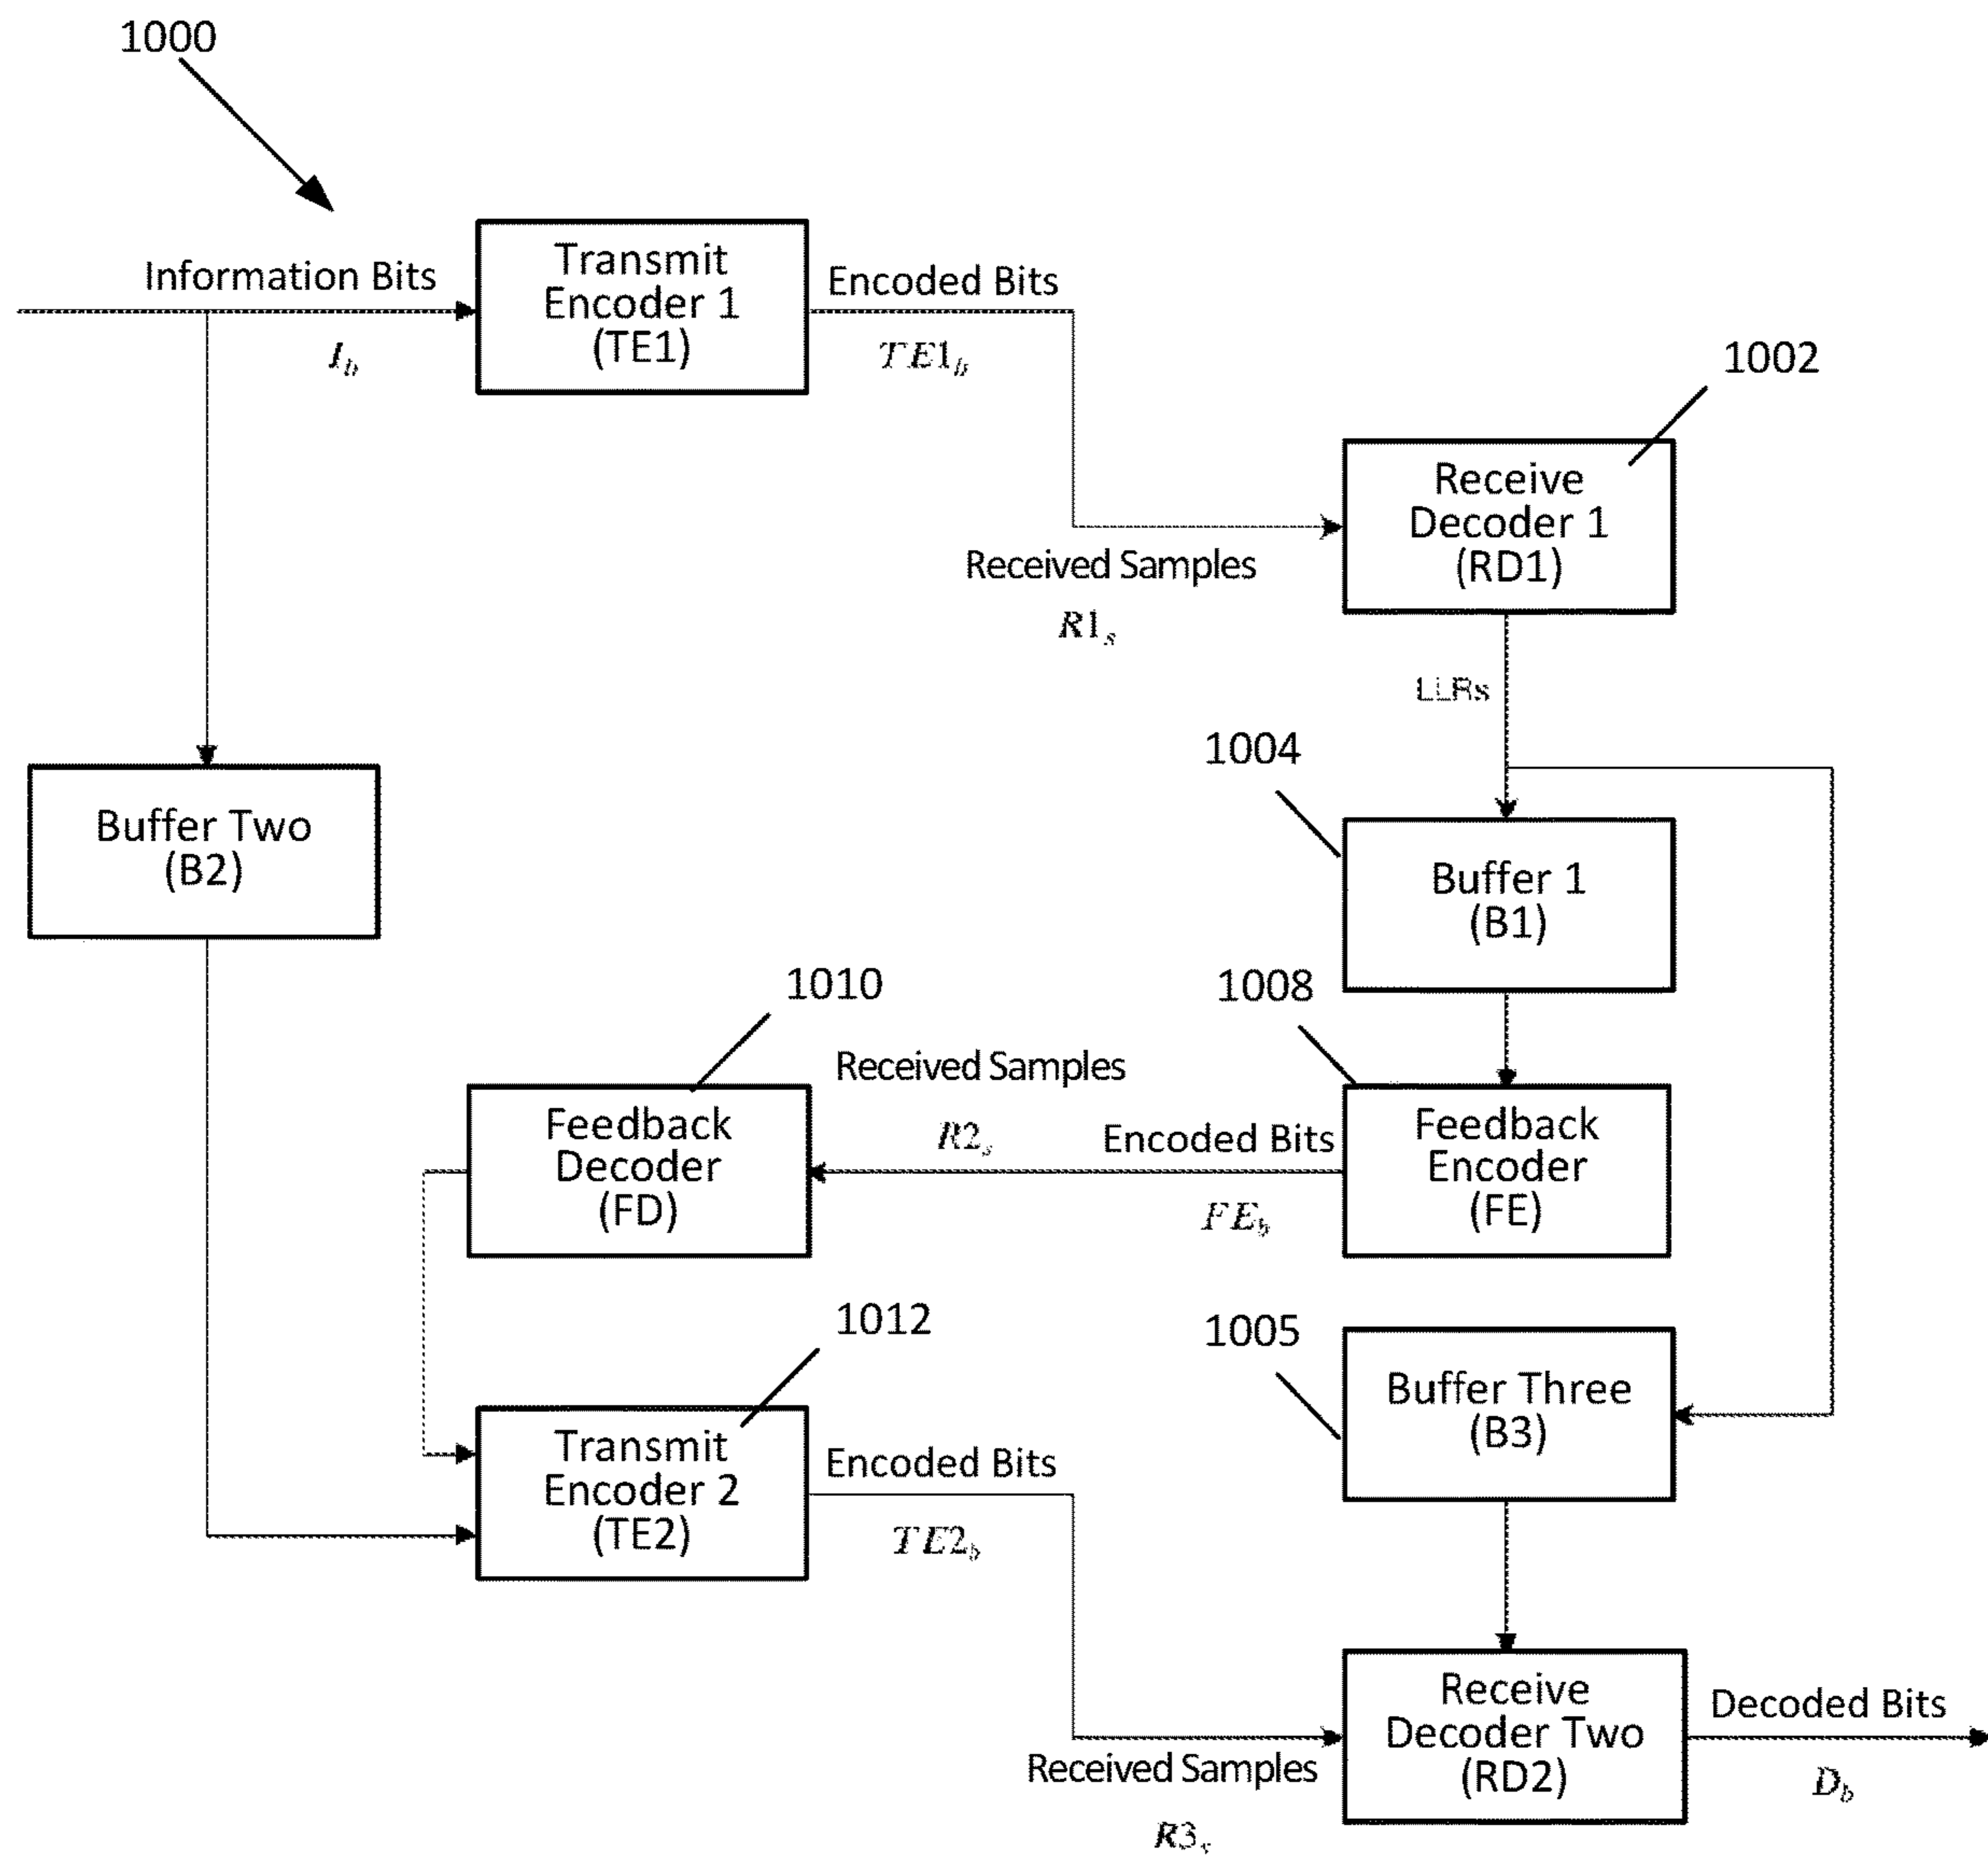 1000
Information Bits
I_b
Transmit
Encoder 1
(TE1)
Encoded Bits
TE1_b
1002
Receive
Decoder 1
(RD1)
Received Samples
R1_s
LLRs
1004
Buffer Two
(B2)
Buffer 1
(B1)
1010
1008
Received Samples
R2_s
Feedback
Decoder
(FD)
Encoded Bits
FE_b
Feedback
Encoder
(FE)
1012
1005
Buffer Three
(B3)
Transmit
Encoder 2
(TE2)
Encoded Bits
TE2_b
Receive
Decoder Two
(RD2)
Decoded Bits
D_b
Received Samples
R3_s